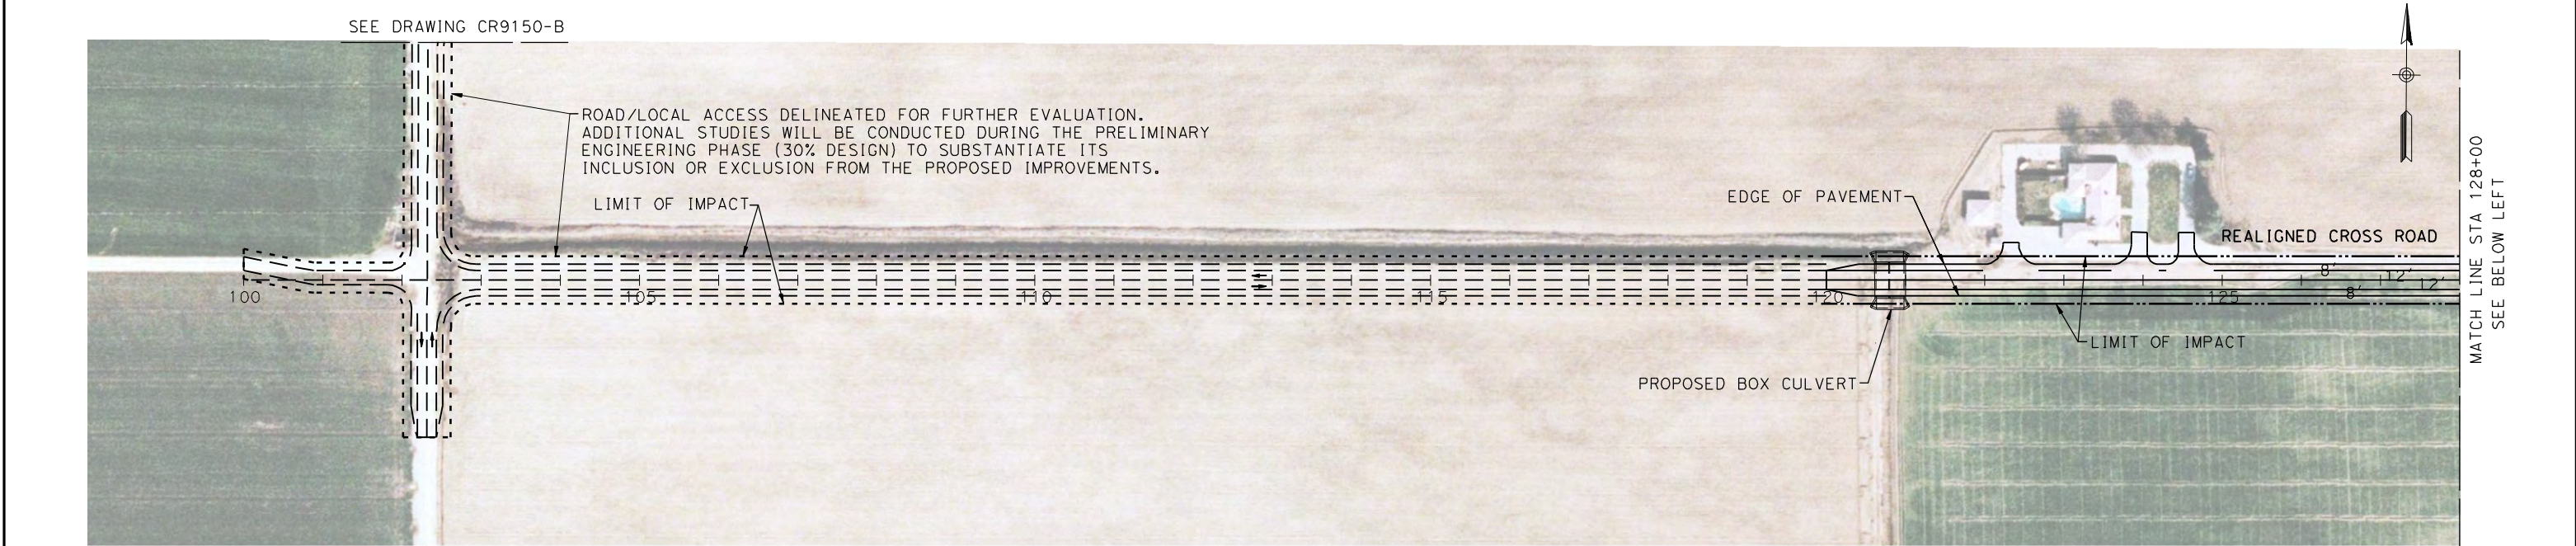 SEE DRAWING CR9150-B
ROAD/LOCAL ACCESS DELINEATED FOR FURTHER EVALUATION.
ADDITIONAL STUDIES WILL BE CONDUCTED DURING THE PRELIMINARY
ENGINEERING PHASE (30% DESIGN) TO SUBSTANTIATE ITS
INCLUSION OR EXCLUSION FROM THE PROPOSED IMPROVEMENTS.
LIMIT OF IMPACT
EDGE OF PAVEMENT
REALIGNED CROSS ROAD
MATCH LINE STA 128+00
SEE BELOW LEFT
100
105
110
115
120
125
8'
12'
12'
8'
LIMIT OF IMPACT
PROPOSED BOX CULVERT